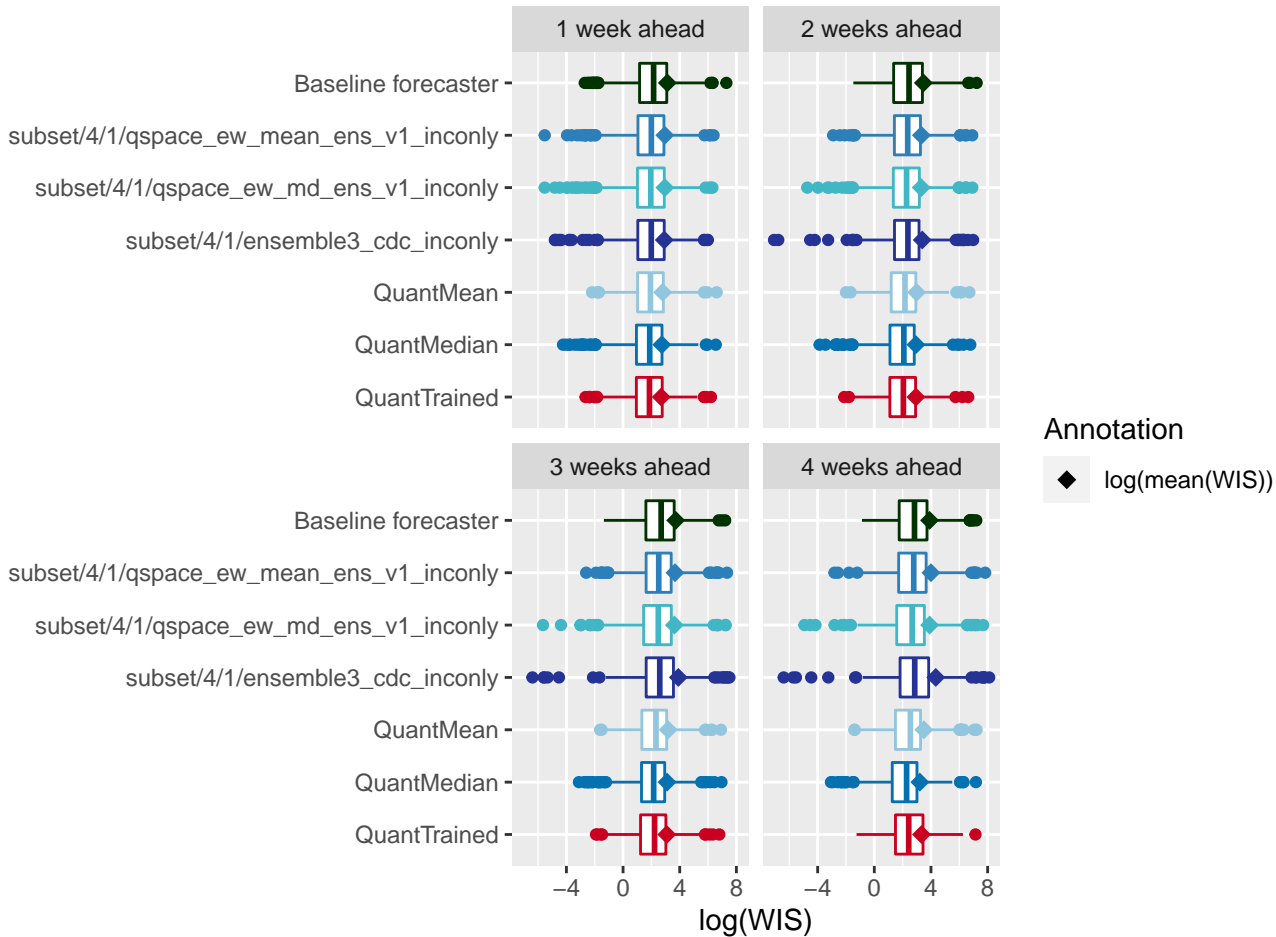 1 week ahead
2 weeks ahead
Baseline forecaster
subset/4/1/qspace_ew_mean_ens_v1_inconly
subset/4/1/qspace_ew_md_ens_v1_inconly
subset/4/1/ensemble3_cdc_inconly
QuantMean
QuantMedian
QuantTrained
3 weeks ahead
4 weeks ahead
Baseline forecaster
subset/4/1/qspace_ew_mean_ens_v1_inconly
subset/4/1/qspace_ew_md_ens_v1_inconly
subset/4/1/ensemble3_cdc_inconly
QuantMean
QuantMedian
QuantTrained
−4 0 4 8
−4 0 4 8
log(WIS)
Annotation
log(mean(WIS))